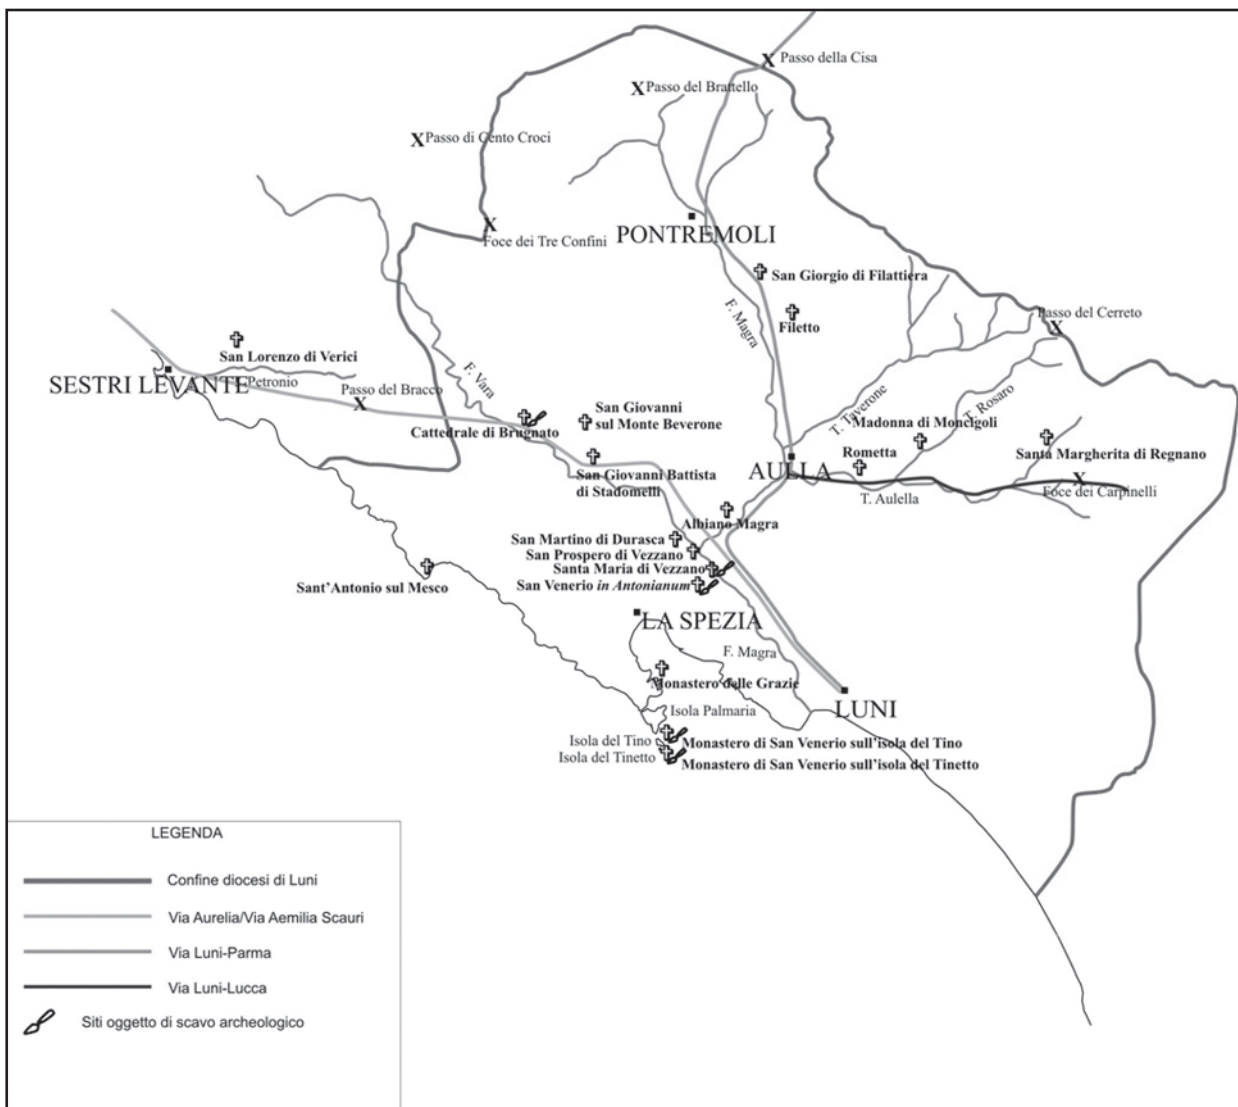 Passo della Cisa
Passo del Brattello
Passo di Cento Croci
Foce dei Tre Confini
PONTREMOLI
San Giorgio di Filattiera
F. Magra
Filetto
Passo del Cerreto
San Lorenzo di Verici
SESTRI LEVANTE
Petronio
Passo del Bracco
F. Vara
T. Taverone
T. Rosaro
San Giovanni
sul Monte Beverone
Cattedrale di Brugnato
Madonna di Moncigoli
Rometta
Santa Margherita di Regnano
AULLA
San Giovanni Battista
di Stadomelli
T. Aulella
Foce dei Carpinelli
Albiano Magra
San Martino di Durasca
San Prospero di Vezzano
Santa Maria di Vezzano
San Venerio in Antonianum
Sant'Antonio sul Mesco
LA SPEZIA
F. Magra
Monastero delle Grazie
LUNI
Isola Palmaria
Isola del Tino
Monastero di San Venerio sull'isola del Tino
Isola del Tinetto
Monastero di San Venerio sull'isola del Tinetto
LEGENDA
Confine diocesi di Luni
Via Aurelia/Via Aemilia Scauri
Via Luni-Parma
Via Luni-Lucca
Siti oggetto di scavo archeologico